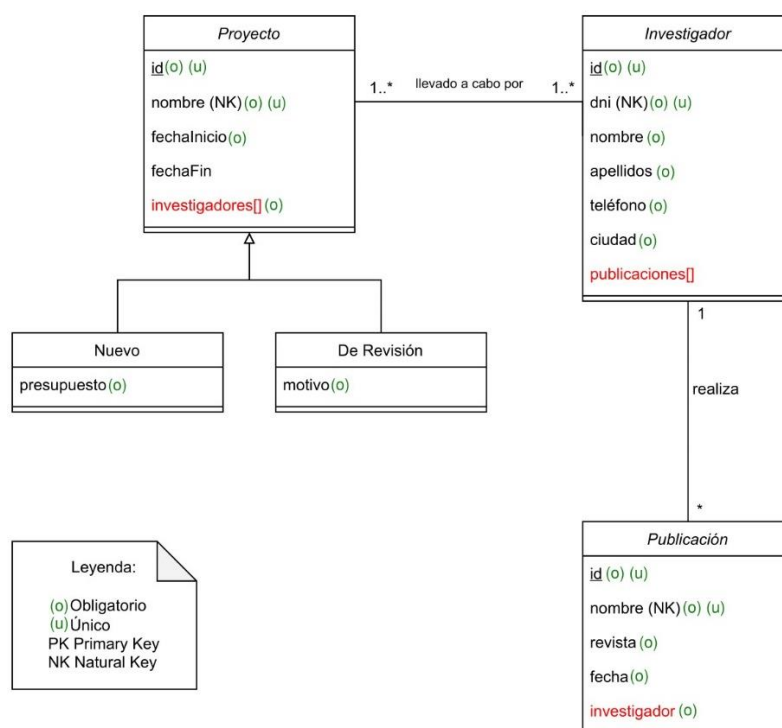 Proyecto
id (o) (u)
nombre (NK) (o) (u)
fechaInicio (o)
fechaFin
investigadores[] (o)
1..*
llevado a cabo por
1..*
Investigador
id (o) (u)
dni (NK) (o) (u)
nombre (o)
apellidos (o)
teléfono (o)
ciudad (o)
publicaciones[]
Nuevo
presupuesto (o)
De Revisión
motivo (o)
1
realiza
*
Publicación
id (o) (u)
nombre (NK) (o) (u)
revista (o)
fecha (o)
investigador (o)
Leyenda:
(o) Obligatorio
(u) Único
PK Primary Key
NK Natural Key